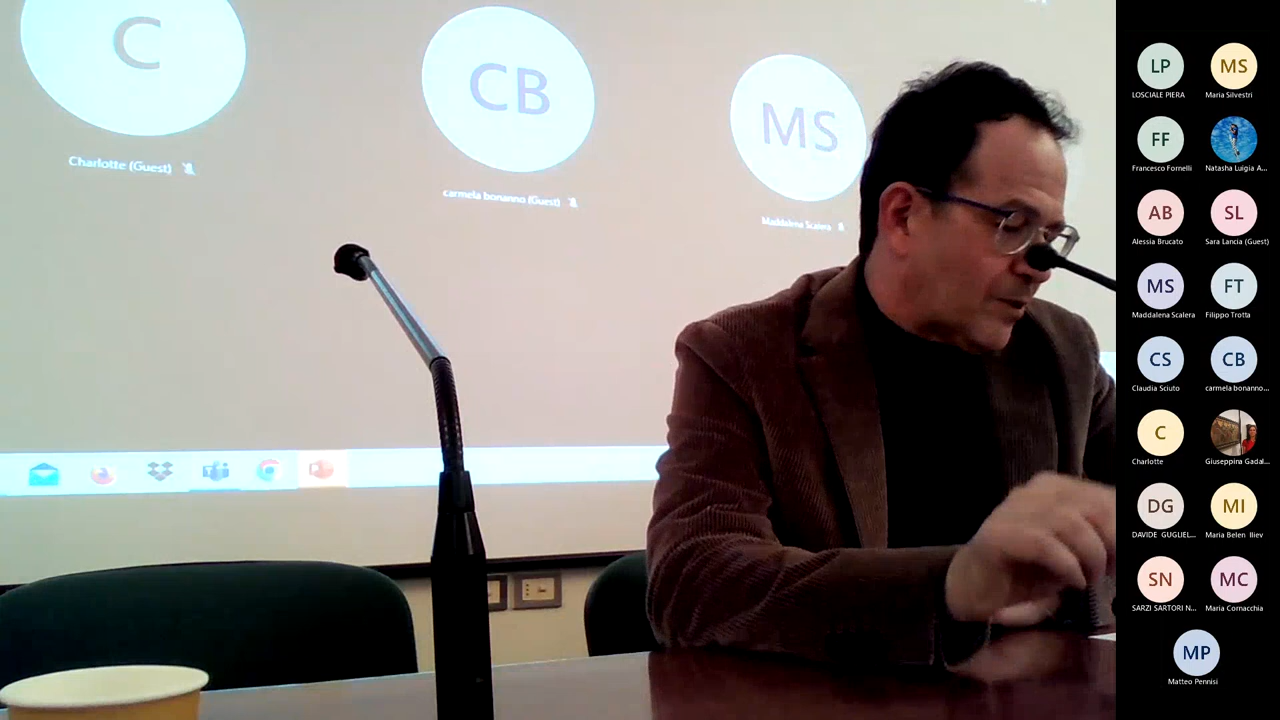 C
Charlotte (Guest)
CB
carmela bonanno (Guest)
MS
Maddalena Scalera
LP
LOSCIALE PIERA
MS
Maria Silvestri
FF
Francesco Fornelli
Natasha Luigia A...
AB
Alessia Brucato
SL
Sara Lancia (Guest)
MS
Maddalena Scalera
FT
Filippo Trotta
CS
Claudia Sciuto
CB
carmela bonanno...
C
Charlotte
Giuseppina Gadal...
DG
DAVIDE GUGLIEL...
MI
Maria Belen Iliev
SN
SARZI SARTORI N...
MC
Maria Cornacchia
MP
Matteo Pennisi